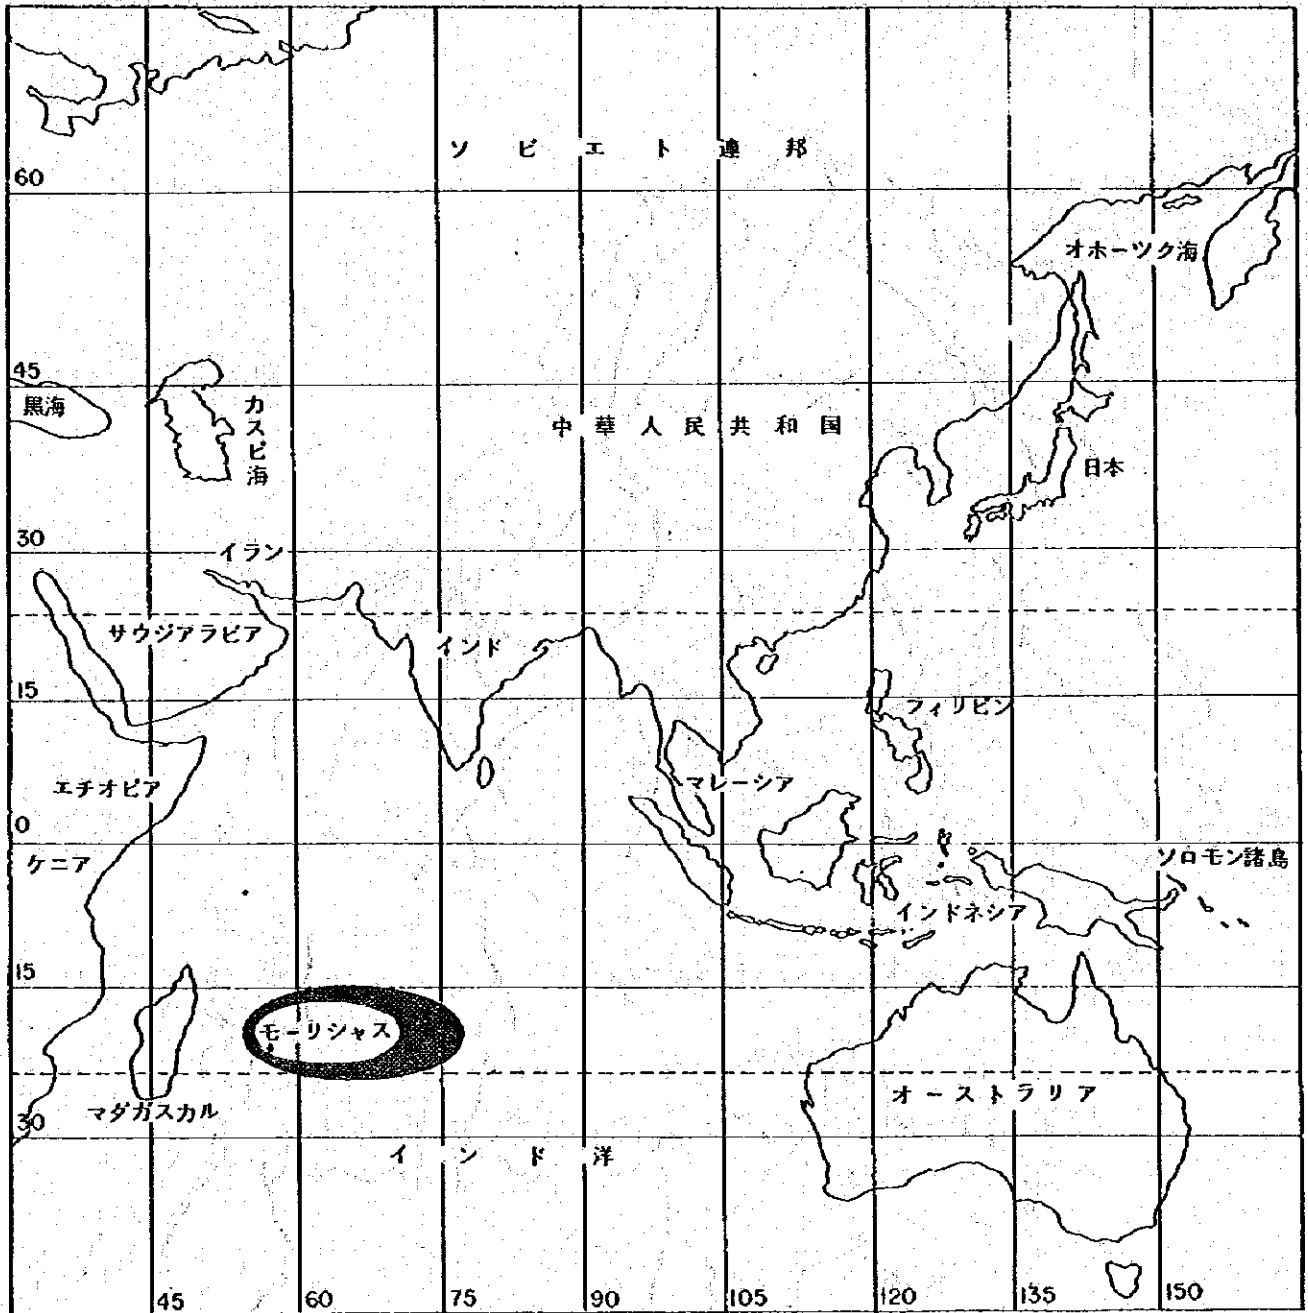 ソビエト連邦
60
オホーツク海
45
黒海
カスピ海
中華人民共和国
日本
30
イラン
サウジアラビア
インド
15
フィリピン
エチオピア
マレーシア
0
ケニア
ソロモン諸島
インドネシア
15
モーリシャス
オーストラリア
マダガスカル
30
インド洋
45 60 75 90 105 120 135 150